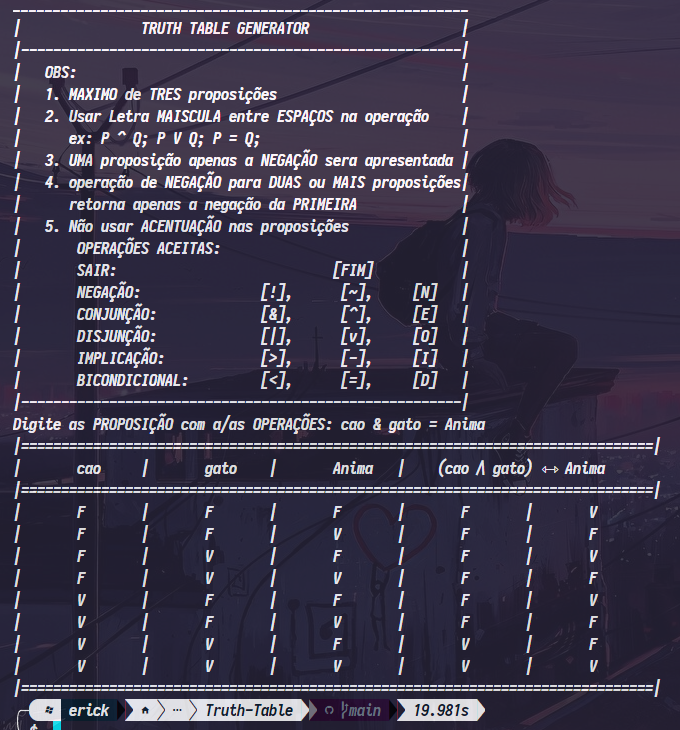 TRUTH TABLE GENERATOR
OBS:
1. MAXIMO de TRES proposições
2. Usar Letra MAISCULA entre ESPAÇOS na operação
ex: P ^ Q; P V Q; P = Q;
3. UMA proposição apenas a NEGAÇÃO sera apresentada
4. operação de NEGAÇÃO para DUAS ou MAIS proposições
retorna apenas a negação da PRIMEIRA
5. Não usar ACENTUAÇÃO nas proposições
OPERAÇÕES ACEITAS:
SAIR: [FIM]
NEGAÇÃO: [!], [~], [N]
CONJUNÇÃO: [&], [^], [E]
DISJUNÇÃO: [|], [v], [O]
IMPLICAÇÃO: [>], [-], [I]
BICONDICIONAL: [<], [=], [D]
Digite as PROPOSIÇÃO com a/as OPERAÇÕES: cao & gato = Anima
| cao | gato | Anima | (cao /\ gato) <-> Anima
| F | F | F | F | V
| F | F | V | F | F
| F | V | F | F | V
| F | V | V | F | F
| V | F | F | F | V
| V | F | V | F | F
| V | V | F | V | F
| V | V | V | V | V
erick ··· Truth-Table main 19.981s
$